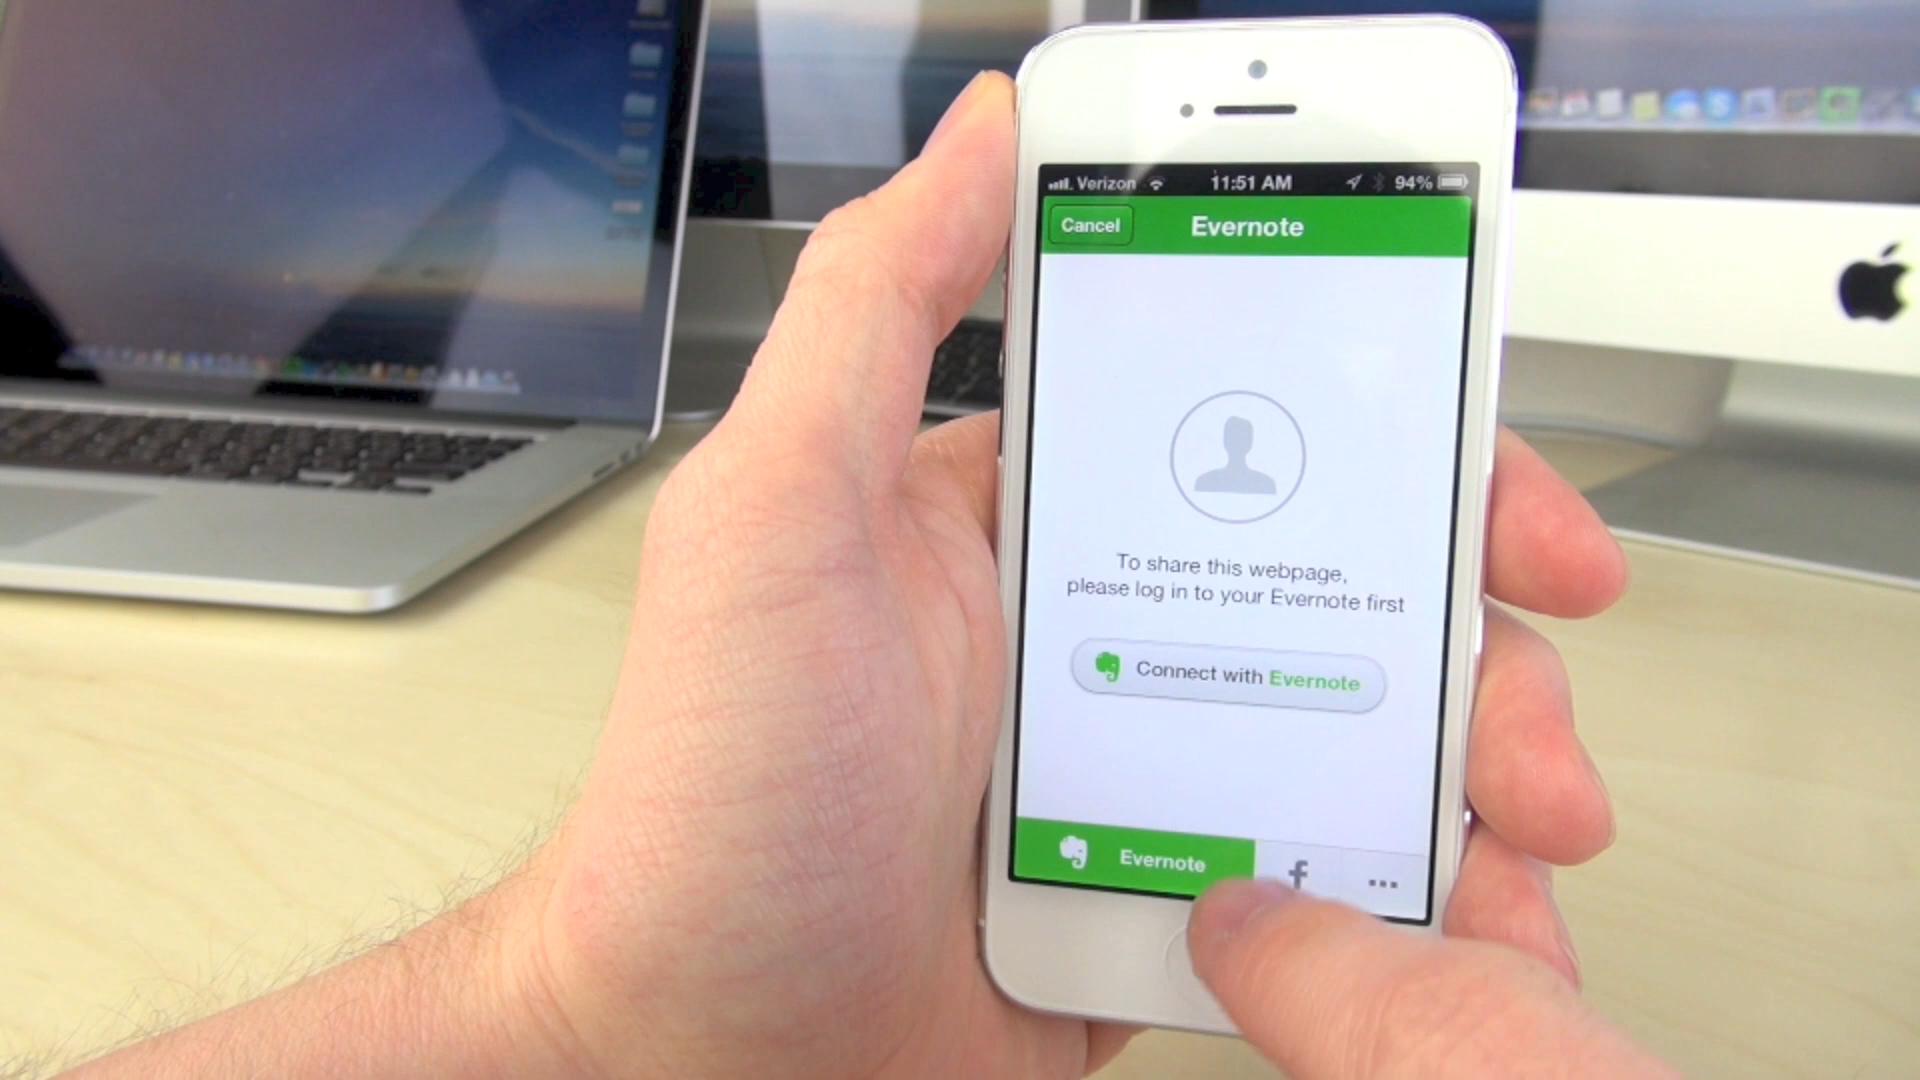 Verizon 11:51 AM 94%
Cancel Evernote
To share this webpage,
please log in to your Evernote first
Connect with Evernote
Evernote f ...